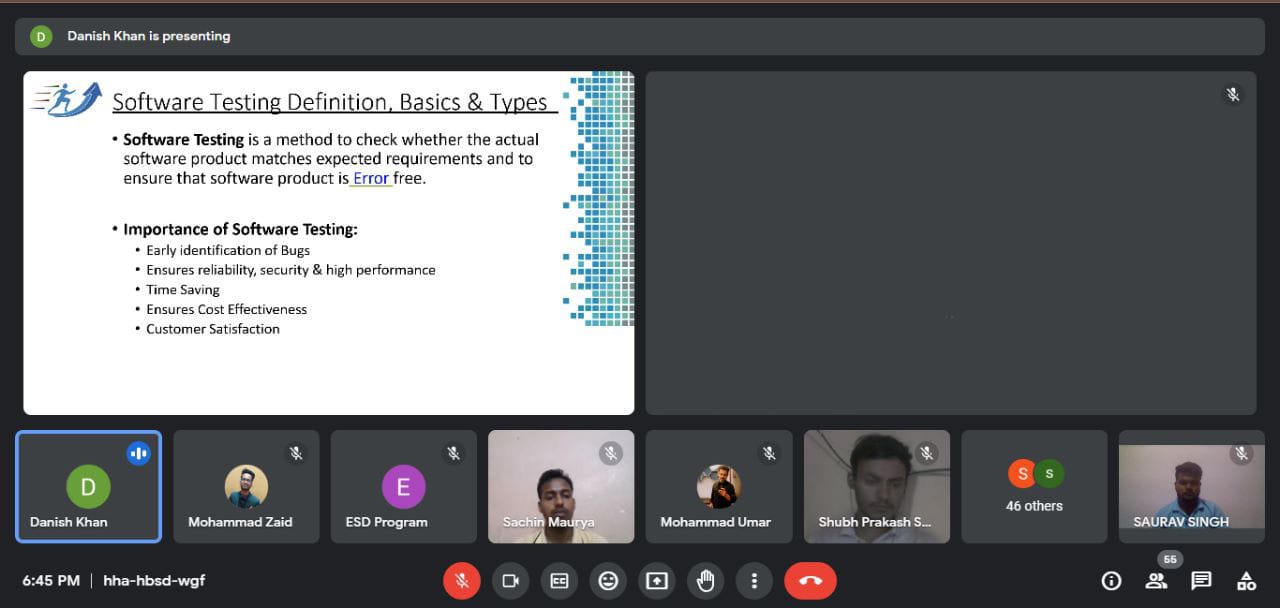 D
Danish Khan is presenting
Software Testing Definition, Basics & Types
• Software Testing is a method to check whether the actual
software product matches expected requirements and to
ensure that software product is Error free.
• Importance of Software Testing:
• Early identification of Bugs
• Ensures reliability, security & high performance
• Time Saving
• Ensures Cost Effectiveness
• Customer Satisfaction
D
Danish Khan
Mohammad Zaid
E
ESD Program
Sachin Maurya
Mohammad Umar
Shubh Prakash S...
S s
46 others
SAURAV SINGH
6:45 PM | hha-hbsd-wgf
CC
55